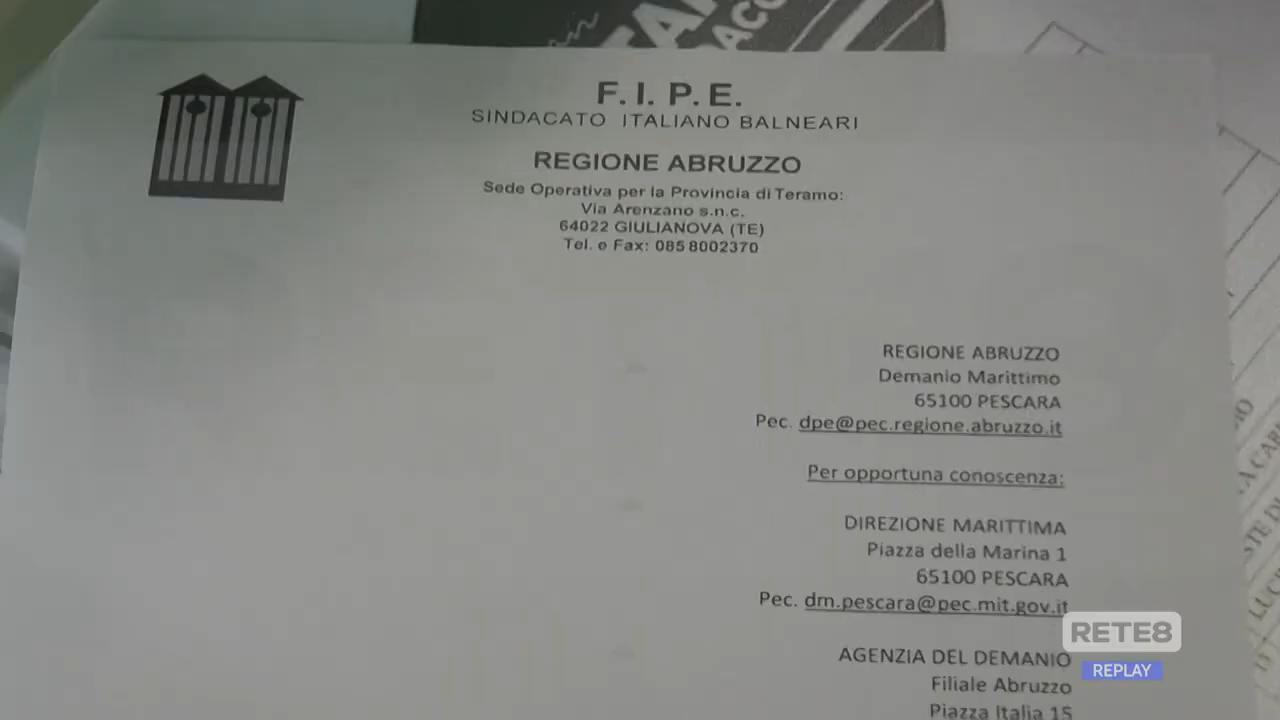 F.I.P.E.
SINDACATO ITALIANO BALNEARI
REGIONE ABRUZZO
Sede Operativa per la Provincia di Teramo:
Via Arenzano s.n.c.
64022 GIULIANOVA (TE)
Tel. e Fax: 085 8002370
REGIONE ABRUZZO
Demanio Marittimo
65100 PESCARA
Pec. dpe@pec.regione.abruzzo.it
Per opportuna conoscenza:
DIREZIONE MARITTIMA
Piazza della Marina 1
65100 PESCARA
Pec. dm.pescara@pec.mit.gov.it
AGENZIA DEL DEMANIO
Filiale Abruzzo
Piazza Italia 15
RETE8
REPLAY